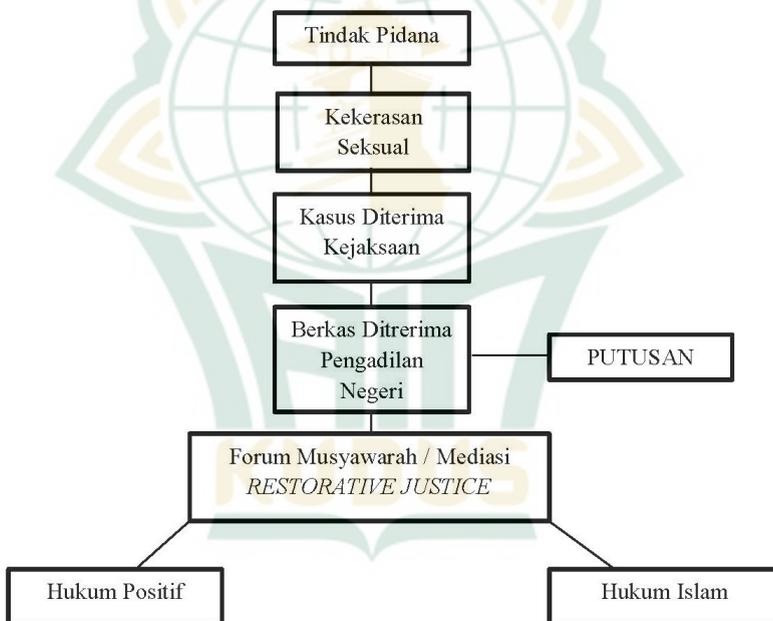 Tindak Pidana
Kekerasan
Seksual
Kasus Diterima
Kejaksaan
Berkas Ditrerima
Pengadilan
Negeri
PUTUSAN
Forum Musyawarah / Mediasi
RESTORATIVE JUSTICE
Hukum Positif
Hukum Islam
KUDUS